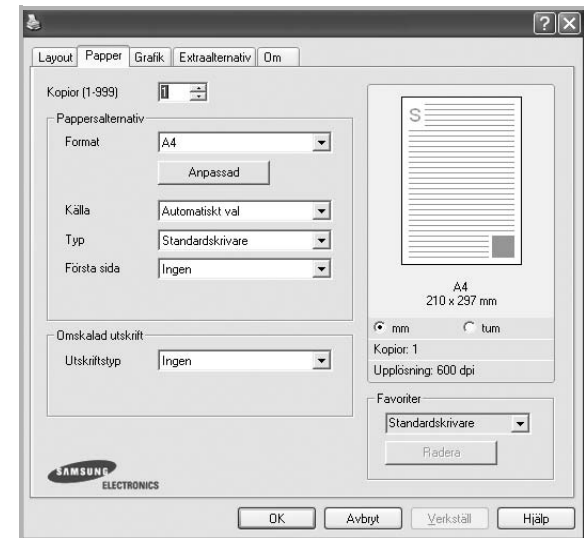 Layout Papper Grafik Extraalternativ Om
Kopior (1-999) 1
Pappersalternativ
Format A4
Anpassad
Källa Automatiskt val
Typ Standardskrivare
Första sida Ingen
Omskalad utskrift
Utskriftstyp Ingen
SAMSUNG
ELECTRONICS
S
A4
210 x 297 mm
mm tum
Kopior: 1
Upplösning: 600 dpi
Favoriter
Standardskrivare
Radera
OK Avbryt Verkställ Hjälp